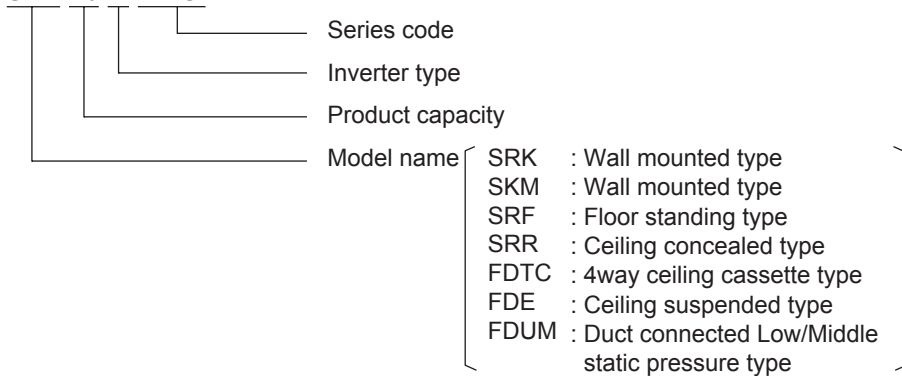 Series code
Inverter type
Product capacity
Model name
SRK : Wall mounted type
SKM : Wall mounted type
SRF : Floor standing type
SRR : Ceiling concealed type
FDTC : 4way ceiling cassette type
FDE : Ceiling suspended type
FDUM : Duct connected Low/Middle
static pressure type